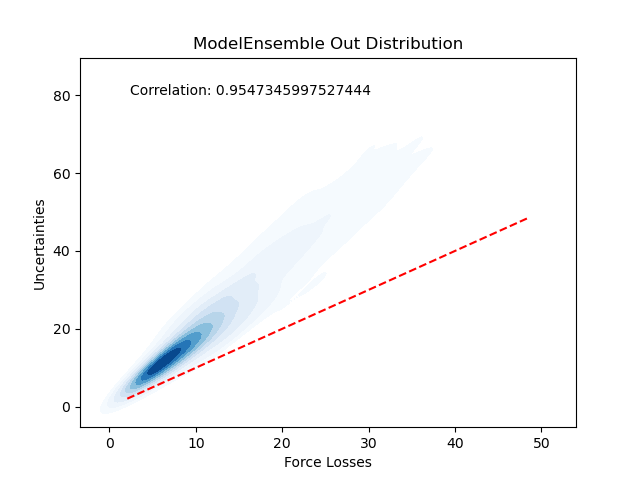 ModelEnsemble Out Distribution
Correlation: 0.9547345997527444
80
60
40
20
0
Uncertainties
0 10 20 30 40 50
Force Losses